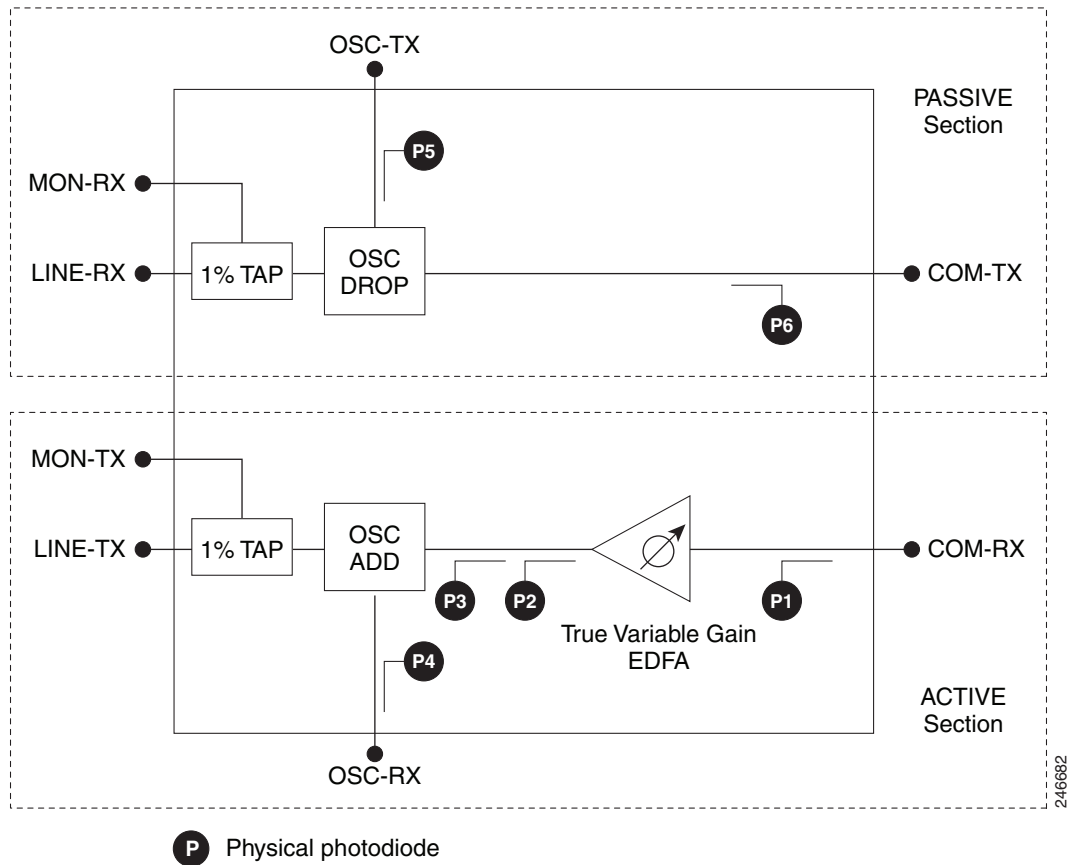 OSC-TX
PASSIVE
Section
P5
MON-RX
LINE-RX
1% TAP
OSC
DROP
COM-TX
P6
MON-TX
LINE-TX
1% TAP
OSC
ADD
COM-RX
P3
P2
P1
True Variable Gain
EDFA
P4
ACTIVE
Section
OSC-RX
246682
P Physical photodiode